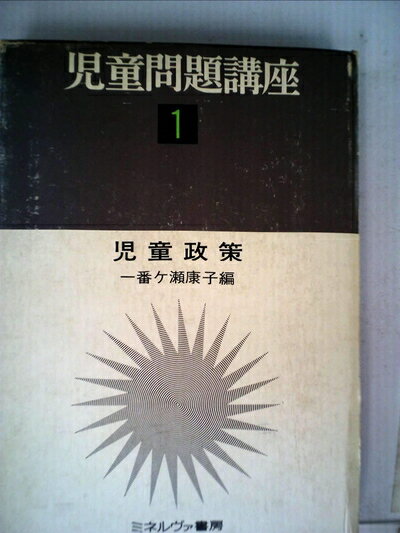 児童問題講座
1
児童政策
一番ケ瀬康子編
ミネルヴァ書房